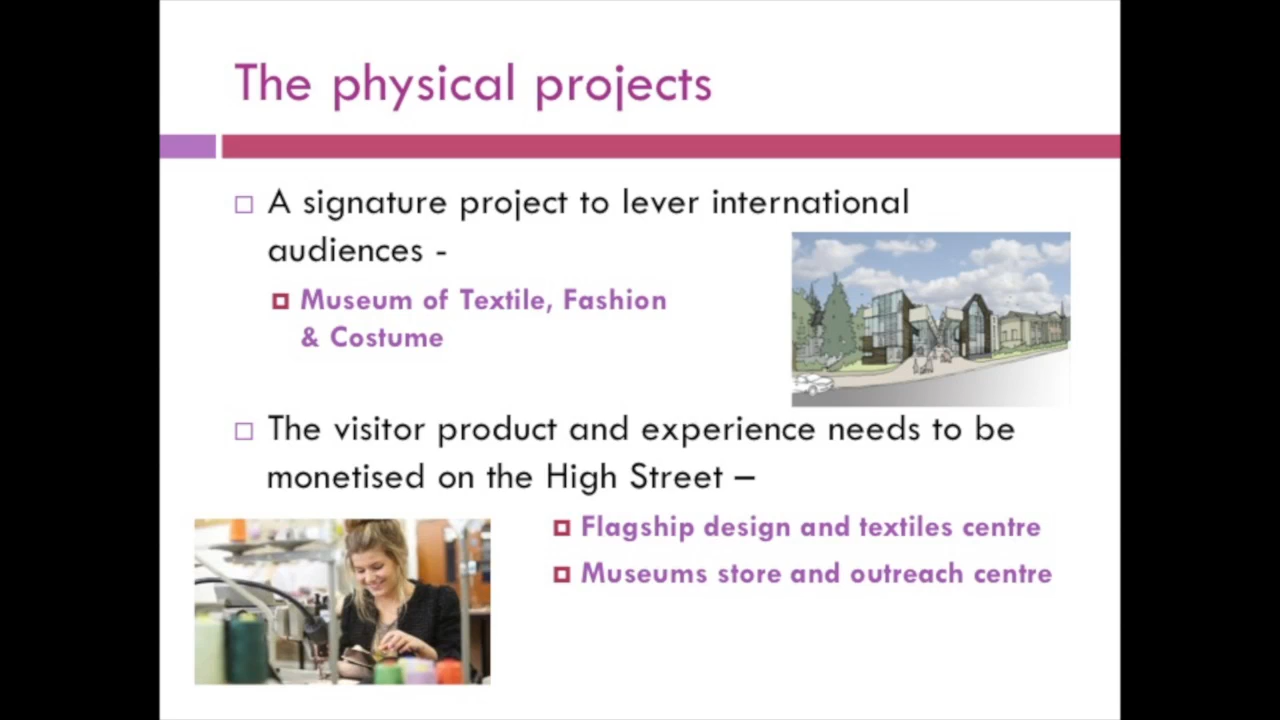 The physical projects
A signature project to lever international
audiences -
Museum of Textile, Fashion
& Costume
The visitor product and experience needs to be
monetised on the High Street –
Flagship design and textiles centre
Museums store and outreach centre